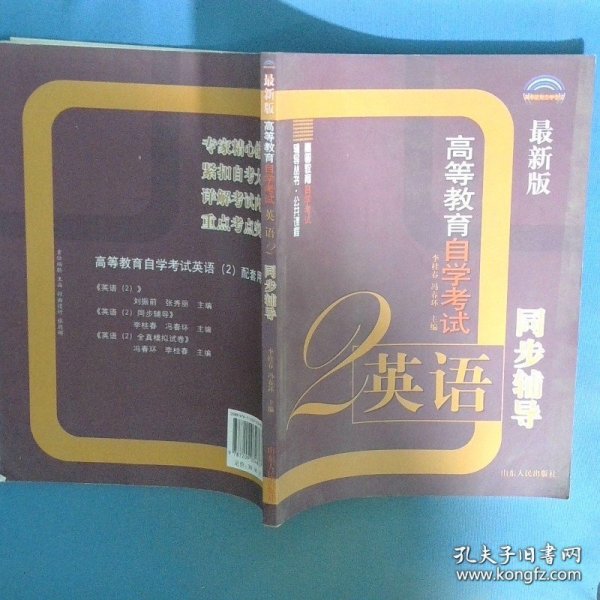 最新版
高等教育
自学考试
李桂春 冯春环 主编
同步辅导
2英语
山东人民出版社
最新版
高等教育
自学考试
英语(2)
同步辅导
李桂春 冯春环 主编
山东人民出版社
专家精心
紧扣自考
详解考试
重点考点
高等教育自学考试英语(2)配套用
《英语(2)》
刘振前 张秀丽 主编
《英语(2)同步辅导》
李桂春 冯春环 主编
《英语(2)全真模拟试卷》
冯春环 李桂春 主编
孔夫子旧书网
www.kongfz.com